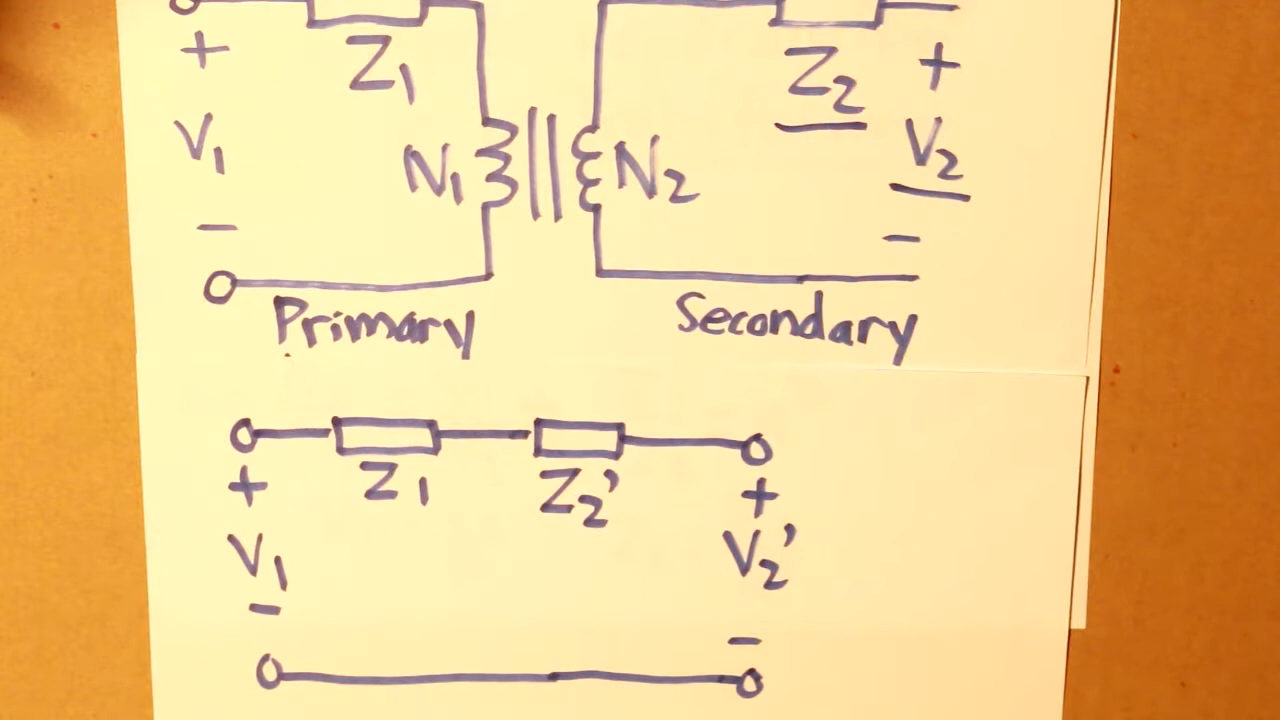 Z1 Z2
+ +
V1 N1 N2 V2
- -
Primary Secondary
Z1 Z2'
+ +
V1 V2'
- -